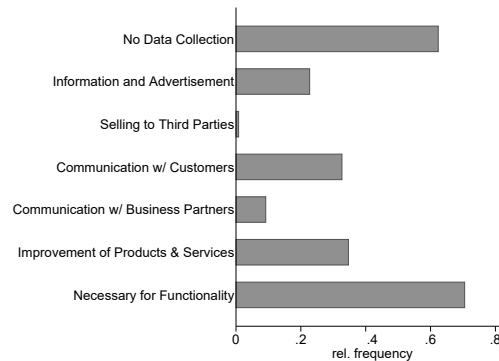 No Data Collection
Information and Advertisement
Selling to Third Parties
Communication w/ Customers
Communication w/ Business Partners
Improvement of Products & Services
Necessary for Functionality
0 .2 .4 .6 .8
rel. frequency